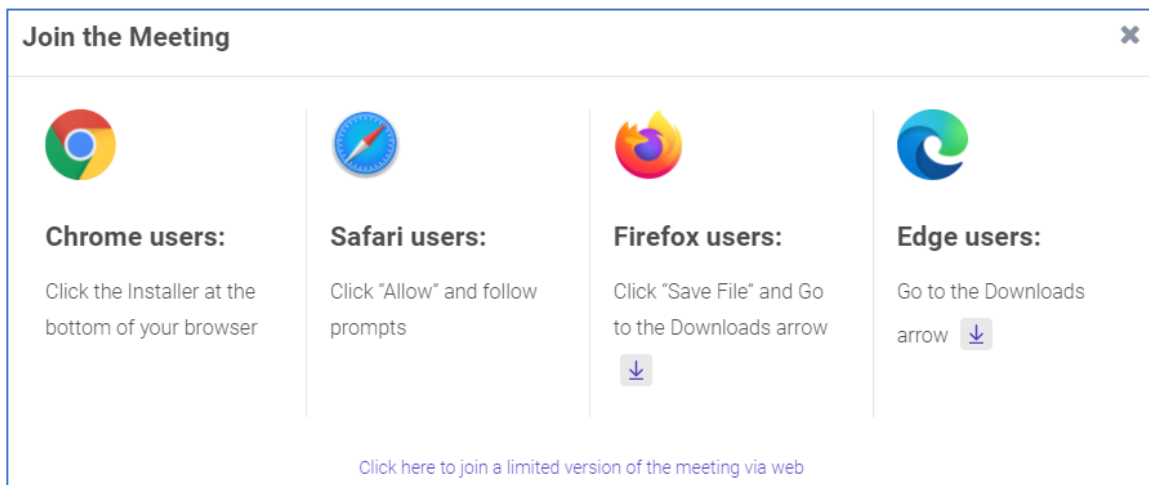 Join the Meeting
Chrome users:
Click the Installer at the
bottom of your browser
Safari users:
Click “Allow” and follow
prompts
Firefox users:
Click “Save File” and Go
to the Downloads arrow
Edge users:
Go to the Downloads
arrow
Click here to join a limited version of the meeting via web